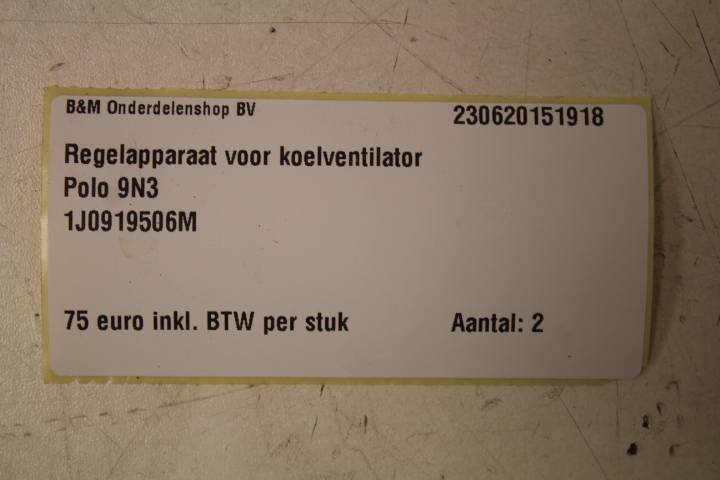 B&M Onderdelenshop BV 230620151918
Regelapparaat voor koelventilator
Polo 9N3
1J0919506M
75 euro inkl. BTW per stuk Aantal: 2